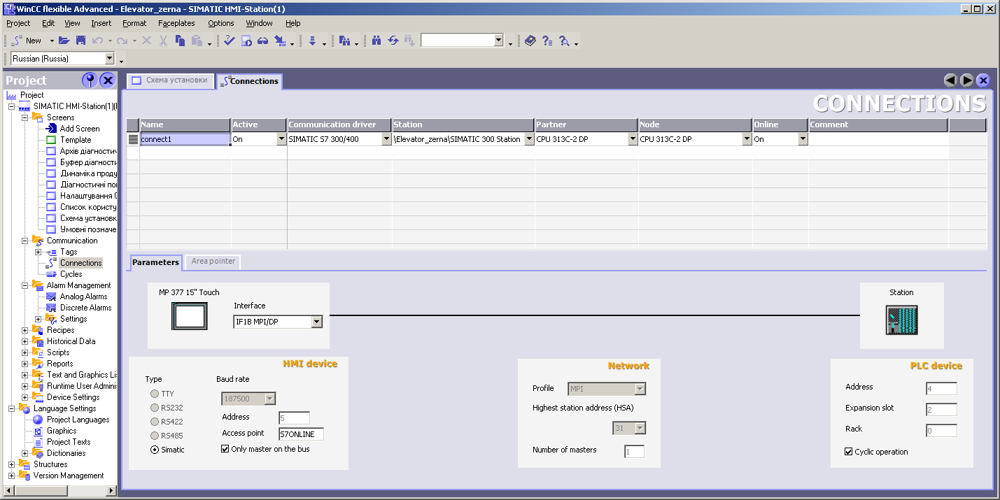 WinCC flexible Advanced - Elevator_zerna - SIMATIC HMI-Station(1)
Project Edit View Insert Format Faceplates Options Window Help
New
Russian (Russia)
Project
Схема установки
Connections
Project
SIMATIC HMI-Station(1)(
Screens
Add Screen
Template
Архів діагности
Буфер діагности
Динаміка проду
Діагностичні по
Налаштування
Список користу
Схема установк
Умовні позначе
Communication
Tags
Connections
Cycles
Alarm Management
Analog Alarms
Discrete Alarms
Settings
Recipes
Historical Data
Scripts
Reports
Text and Graphics Li
Runtime User Admini
Device Settings
Language Settings
Project Languages
Graphics
Project Texts
Dictionaries
Structures
Version Management
CONNECTIONS
Name Active Communication driver Station Partner Node Online Comment
connect1 On SIMATIC S7 300/400 \Elevator_zerna\SIMATIC 300 Station CPU 313C-2 DP CPU 313C-2 DP On
Parameters Area pointer
MP 377 15" Touch
Interface
IF1B MPI/DP
Station
HMI device
Type
TTY
RS232
RS422
RS485
Simatic
Baud rate
187500
Address 5
Access point S7ONLINE
Only master on the bus
Network
Profile MPI
Highest station address (HSA)
31
Number of masters 1
PLC device
Address 4
Expansion slot 2
Rack 0
Cyclic operation